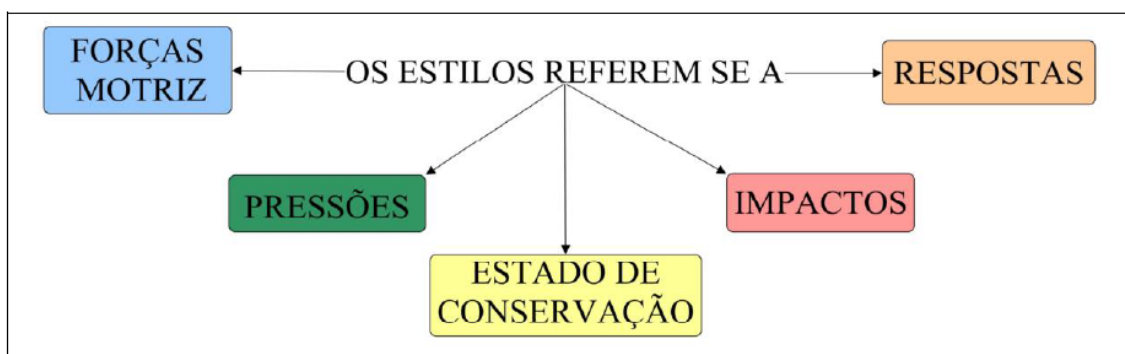 FORÇAS
MOTRIZ
OS ESTILOS REFEREM SE A
RESPOSTAS
PRESSÕES
IMPACTOS
ESTADO DE
CONSERVAÇÃO